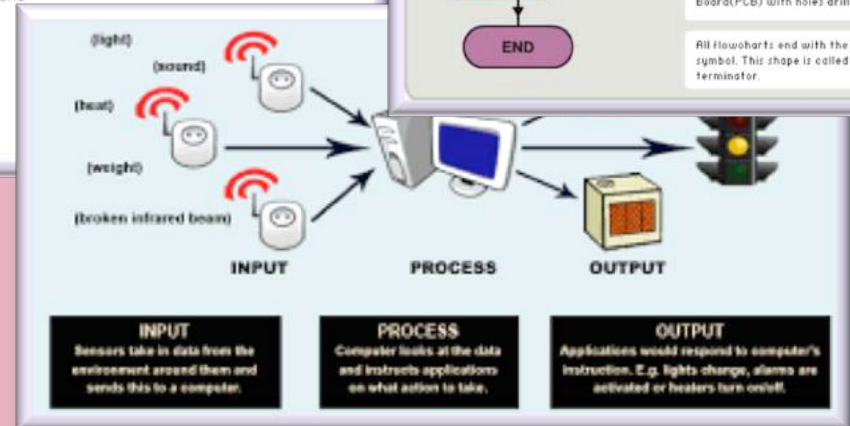 Board(PCB) with holes drill
END
All flowcharts end with the
symbol. This shape is called
terminator.
(light)
(sound)
(heat)
(weight)
(broken infrared beam)
INPUT PROCESS OUTPUT
INPUT
Sensors take in data from the
environment around them and
sends this to a computer.
PROCESS
Computer looks at the data
and instructs applications
on what action to take.
OUTPUT
Applications would respond to computer's
instruction. E.g. lights change, alarms are
activated or heaters turn on/off.